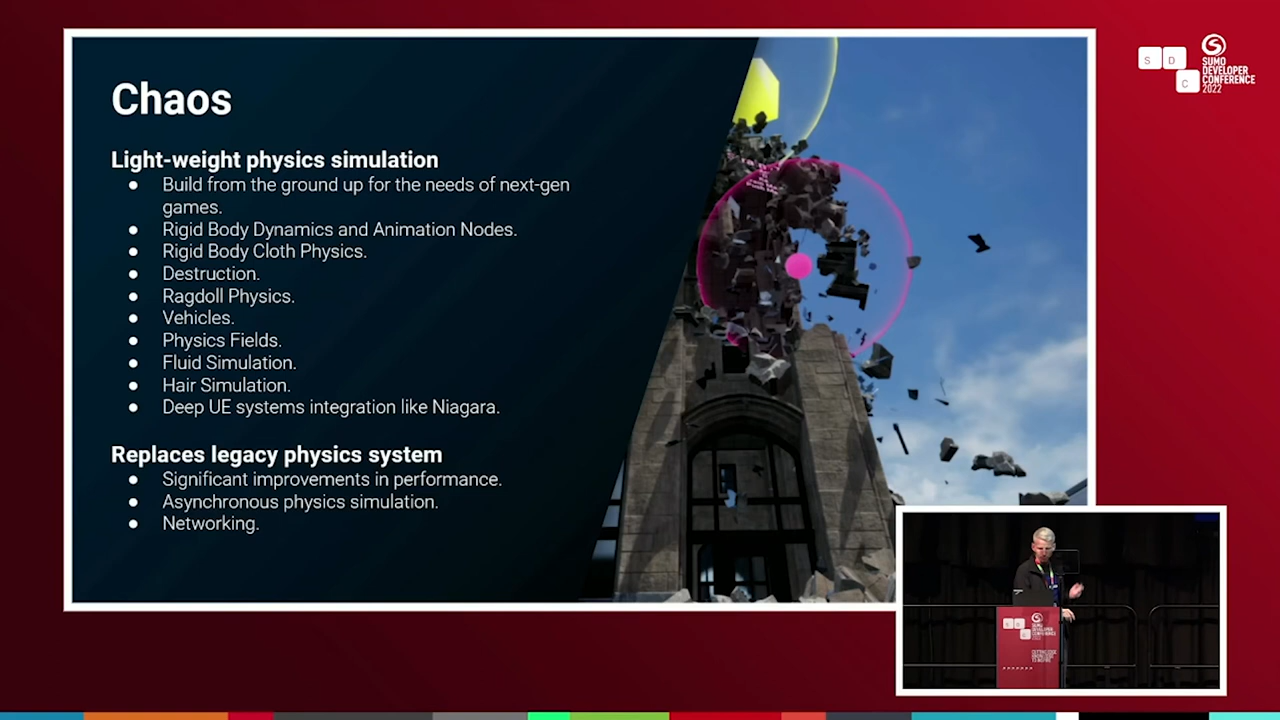 Chaos
Light-weight physics simulation
● Build from the ground up for the needs of next-gen
games.
● Rigid Body Dynamics and Animation Nodes.
● Rigid Body Cloth Physics.
● Destruction.
● Ragdoll Physics.
● Vehicles.
● Physics Fields.
● Fluid Simulation.
● Hair Simulation.
● Deep UE systems integration like Niagara.
Replaces legacy physics system
● Significant improvements in performance.
● Asynchronous physics simulation.
● Networking.
S D
C
SUMO
DEVELOPER
CONFERENCE
2022
SUMO
DEVELOPER
CONFERENCE